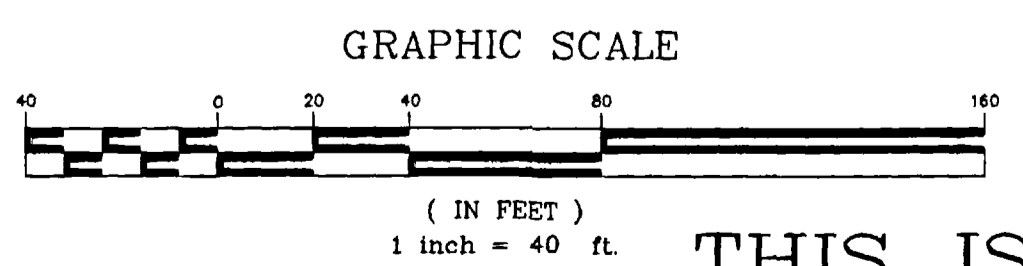 GRAPHIC SCALE
40 0 20 40 80 160
( IN FEET )
1 inch = 40 ft.
THIS IS